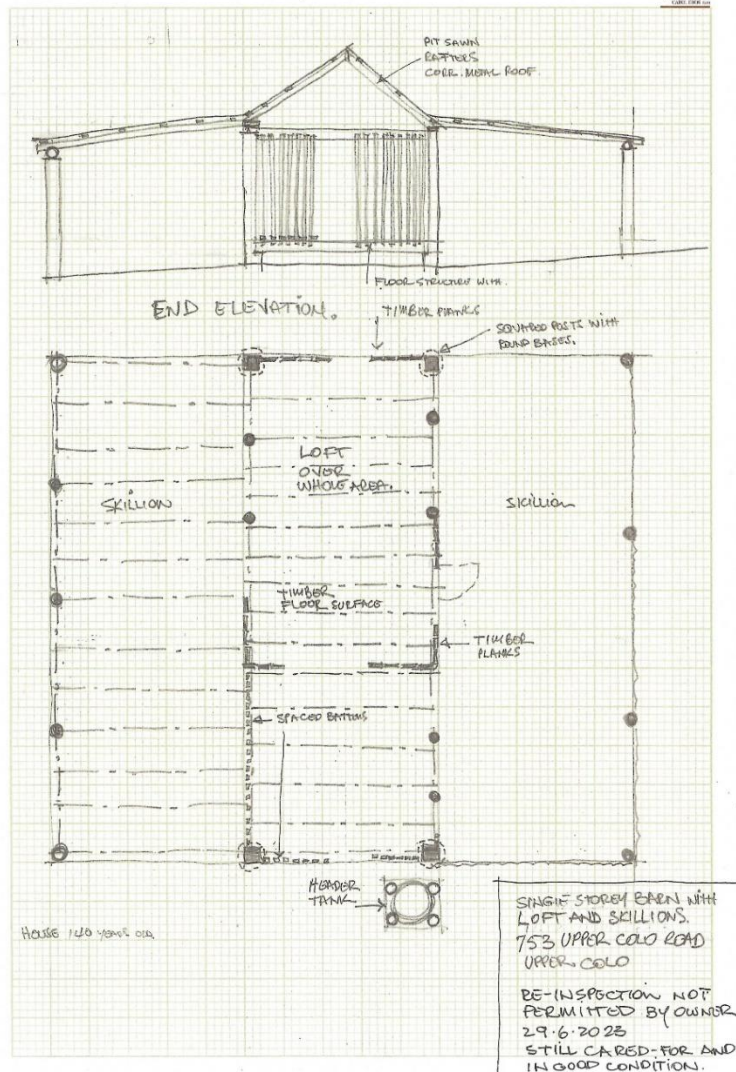 PIT SAWN
RAFTERS
CORR. METAL ROOF.
FLOOR STRUCTURE WITH.
END ELEVATION.
TIMBER PLANKS
SQUARED POSTS WITH
ROUND BASES.
LOFT
OVER
WHOLE AREA.
SKILLION
SKILLION
TIMBER
FLOOR SURFACE
TIMBER
PLANKS
SPACED BATTENS
HEADER
TANK
HOUSE 140 YEARS OLD.
SINGLE STOREY BARN WITH
LOFT AND SKILLIONS.
753 UPPER COLO ROAD
UPPER COLO
RE-INSPECTION NOT
PERMITTED BY OWNER
29.6.2023
STILL CARED-FOR AND
IN GOOD CONDITION.